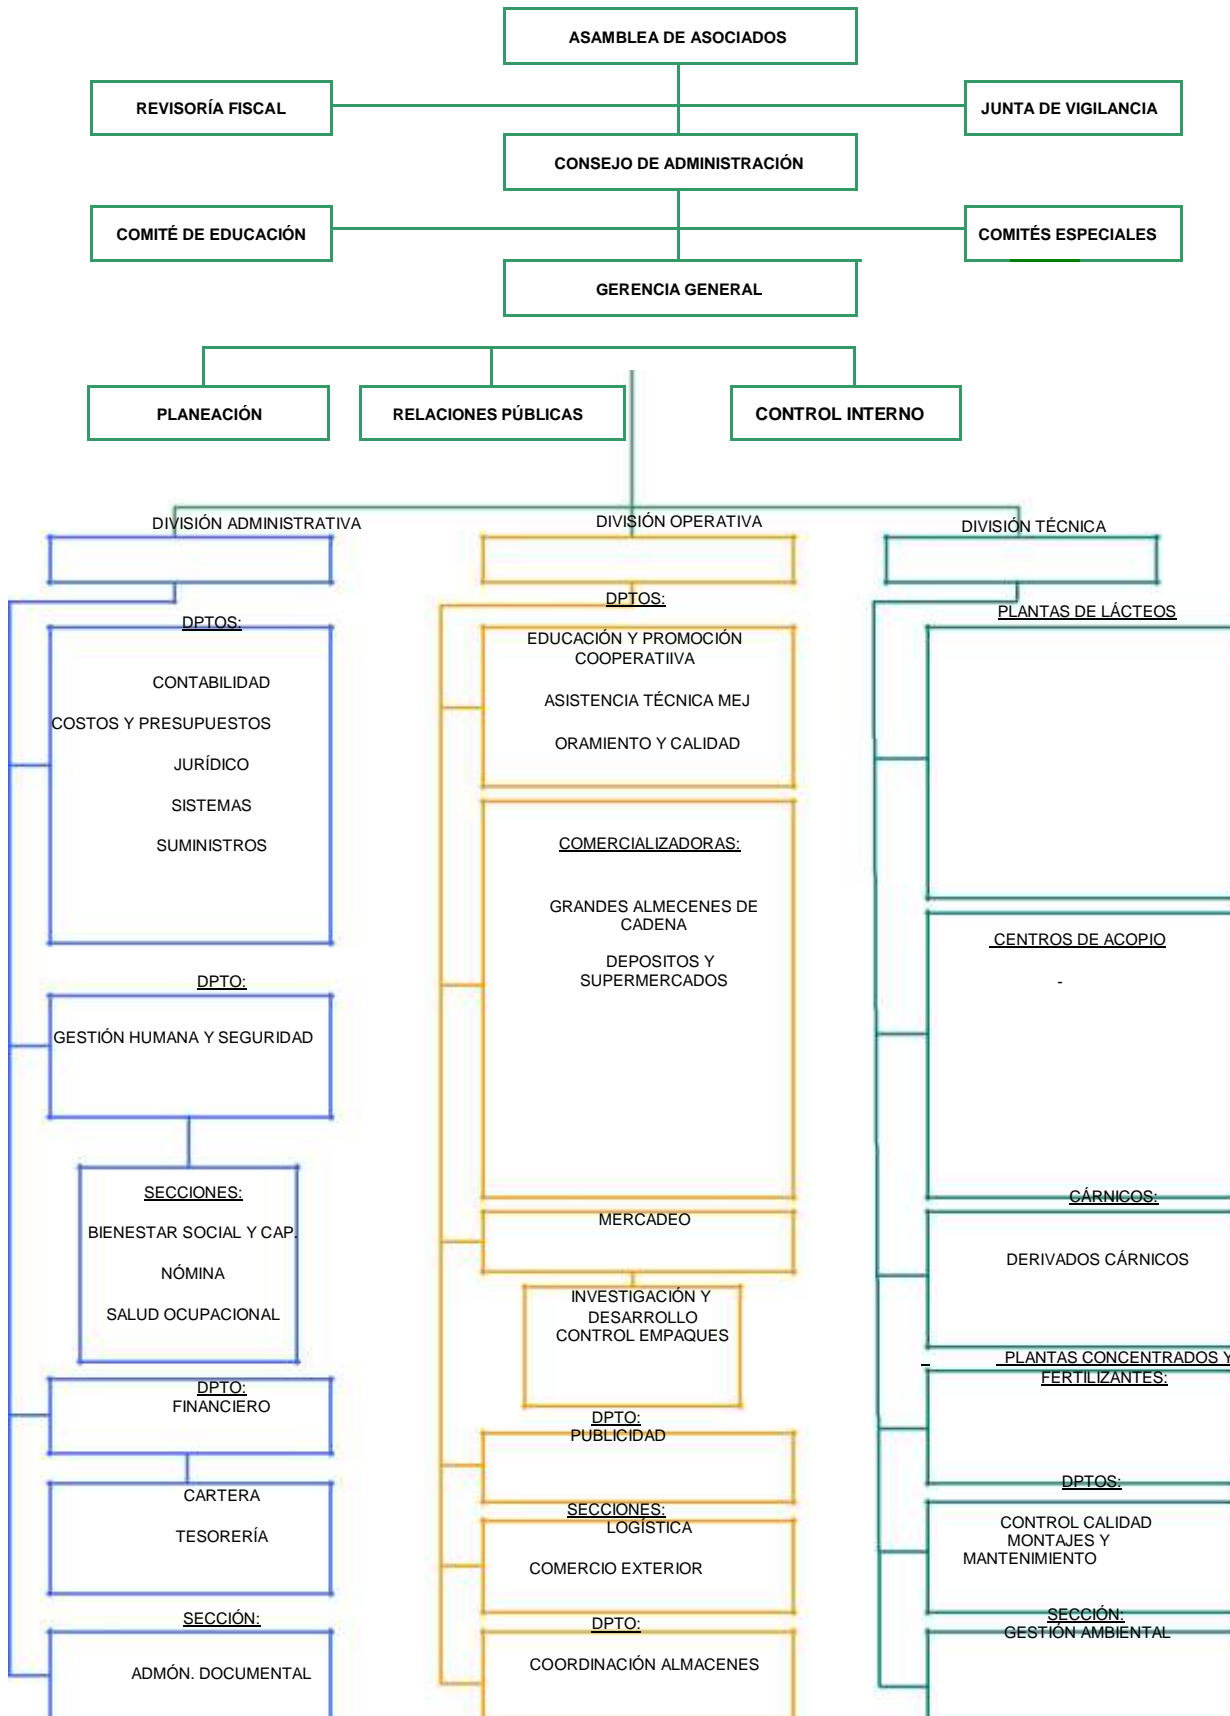 ASAMBLEA DE ASOCIADOS
REVISORÍA FISCAL
JUNTA DE VIGILANCIA
CONSEJO DE ADMINISTRACIÓN
COMITÉ DE EDUCACIÓN
COMITÉS ESPECIALES
GERENCIA GENERAL
PLANEACIÓN
RELACIONES PÚBLICAS
CONTROL INTERNO
DIVISIÓN ADMINISTRATIVA
DPTOS:
CONTABILIDAD
COSTOS Y PRESUPUESTOS
JURÍDICO
SISTEMAS
SUMINISTROS
DPTO:
GESTIÓN HUMANA Y SEGURIDAD
SECCIONES:
BIENESTAR SOCIAL Y CAP.
NÓMINA
SALUD OCUPACIONAL
DPTO:
FINANCIERO
CARTERA
TESORERÍA
SECCIÓN:
ADMÓN. DOCUMENTAL
DIVISIÓN OPERATIVA
DPTOS:
EDUCACIÓN Y PROMOCIÓN
COOPERATIIVA
ASISTENCIA TÉCNICA MEJ
ORAMIENTO Y CALIDAD
COMERCIALIZADORAS:
GRANDES ALMECENES DE
CADENA
DEPOSITOS Y
SUPERMERCADOS
MERCADEO
INVESTIGACIÓN Y
DESARROLLO
CONTROL EMPAQUES
DPTO:
PUBLICIDAD
SECCIONES:
LOGÍSTICA
COMERCIO EXTERIOR
DPTO:
COORDINACIÓN ALMACENES
DIVISIÓN TÉCNICA
PLANTAS DE LÁCTEOS
CENTROS DE ACOPIO
-
CÁRNICOS:
DERIVADOS CÁRNICOS
PLANTAS CONCENTRADOS Y
FERTILIZANTES:
DPTOS:
CONTROL CALIDAD
MONTAJES Y
MANTENIMIENTO
SECCIÓN:
GESTIÓN AMBIENTAL